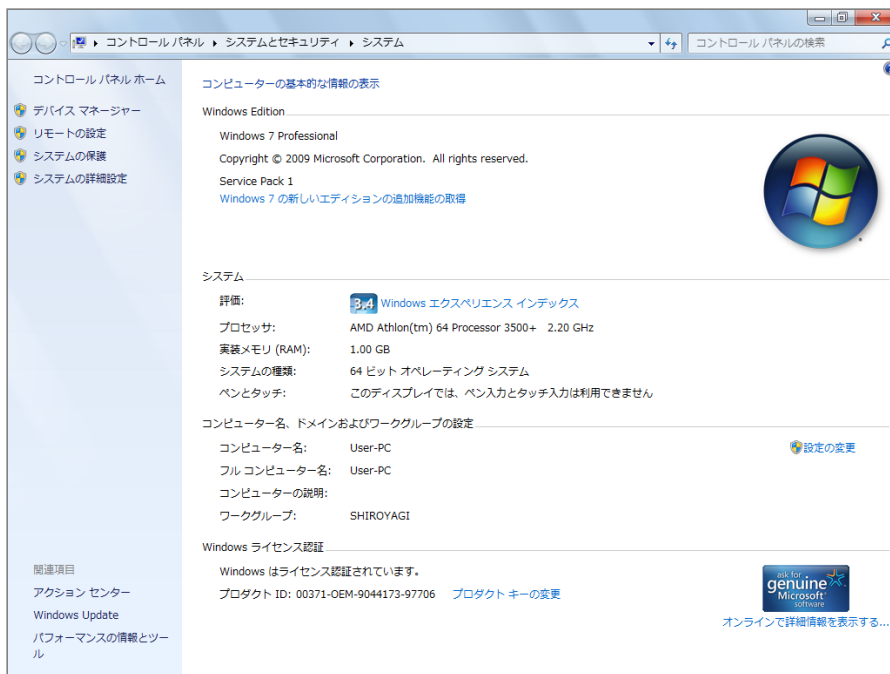 コントロール パネル ▸ システムとセキュリティ ▸ システム
コントロール パネルの検索
コントロール パネル ホーム
デバイス マネージャー
リモートの設定
システムの保護
システムの詳細設定
コンピューターの基本的な情報の表示
Windows Edition
Windows 7 Professional
Copyright © 2009 Microsoft Corporation. All rights reserved.
Service Pack 1
Windows 7 の新しいエディションの追加機能の取得
システム
評価: 3.4 Windows エクスペリエンス インデックス
プロセッサ: AMD Athlon(tm) 64 Processor 3500+ 2.20 GHz
実装メモリ (RAM): 1.00 GB
システムの種類: 64 ビット オペレーティング システム
ペンとタッチ: このディスプレイでは、ペン入力とタッチ入力は利用できません
コンピューター名、ドメインおよびワークグループの設定
コンピューター名: User-PC 設定の変更
フル コンピューター名: User-PC
コンピューターの説明:
ワークグループ: SHIROYAGI
Windows ライセンス認証
Windows はライセンス認証されています。
プロダクト ID: 00371-OEM-9044173-97706 プロダクト キーの変更
ask for
genuine
Microsoft
software
オンラインで詳細情報を表示する...
関連項目
アクション センター
Windows Update
パフォーマンスの情報とツー
ル